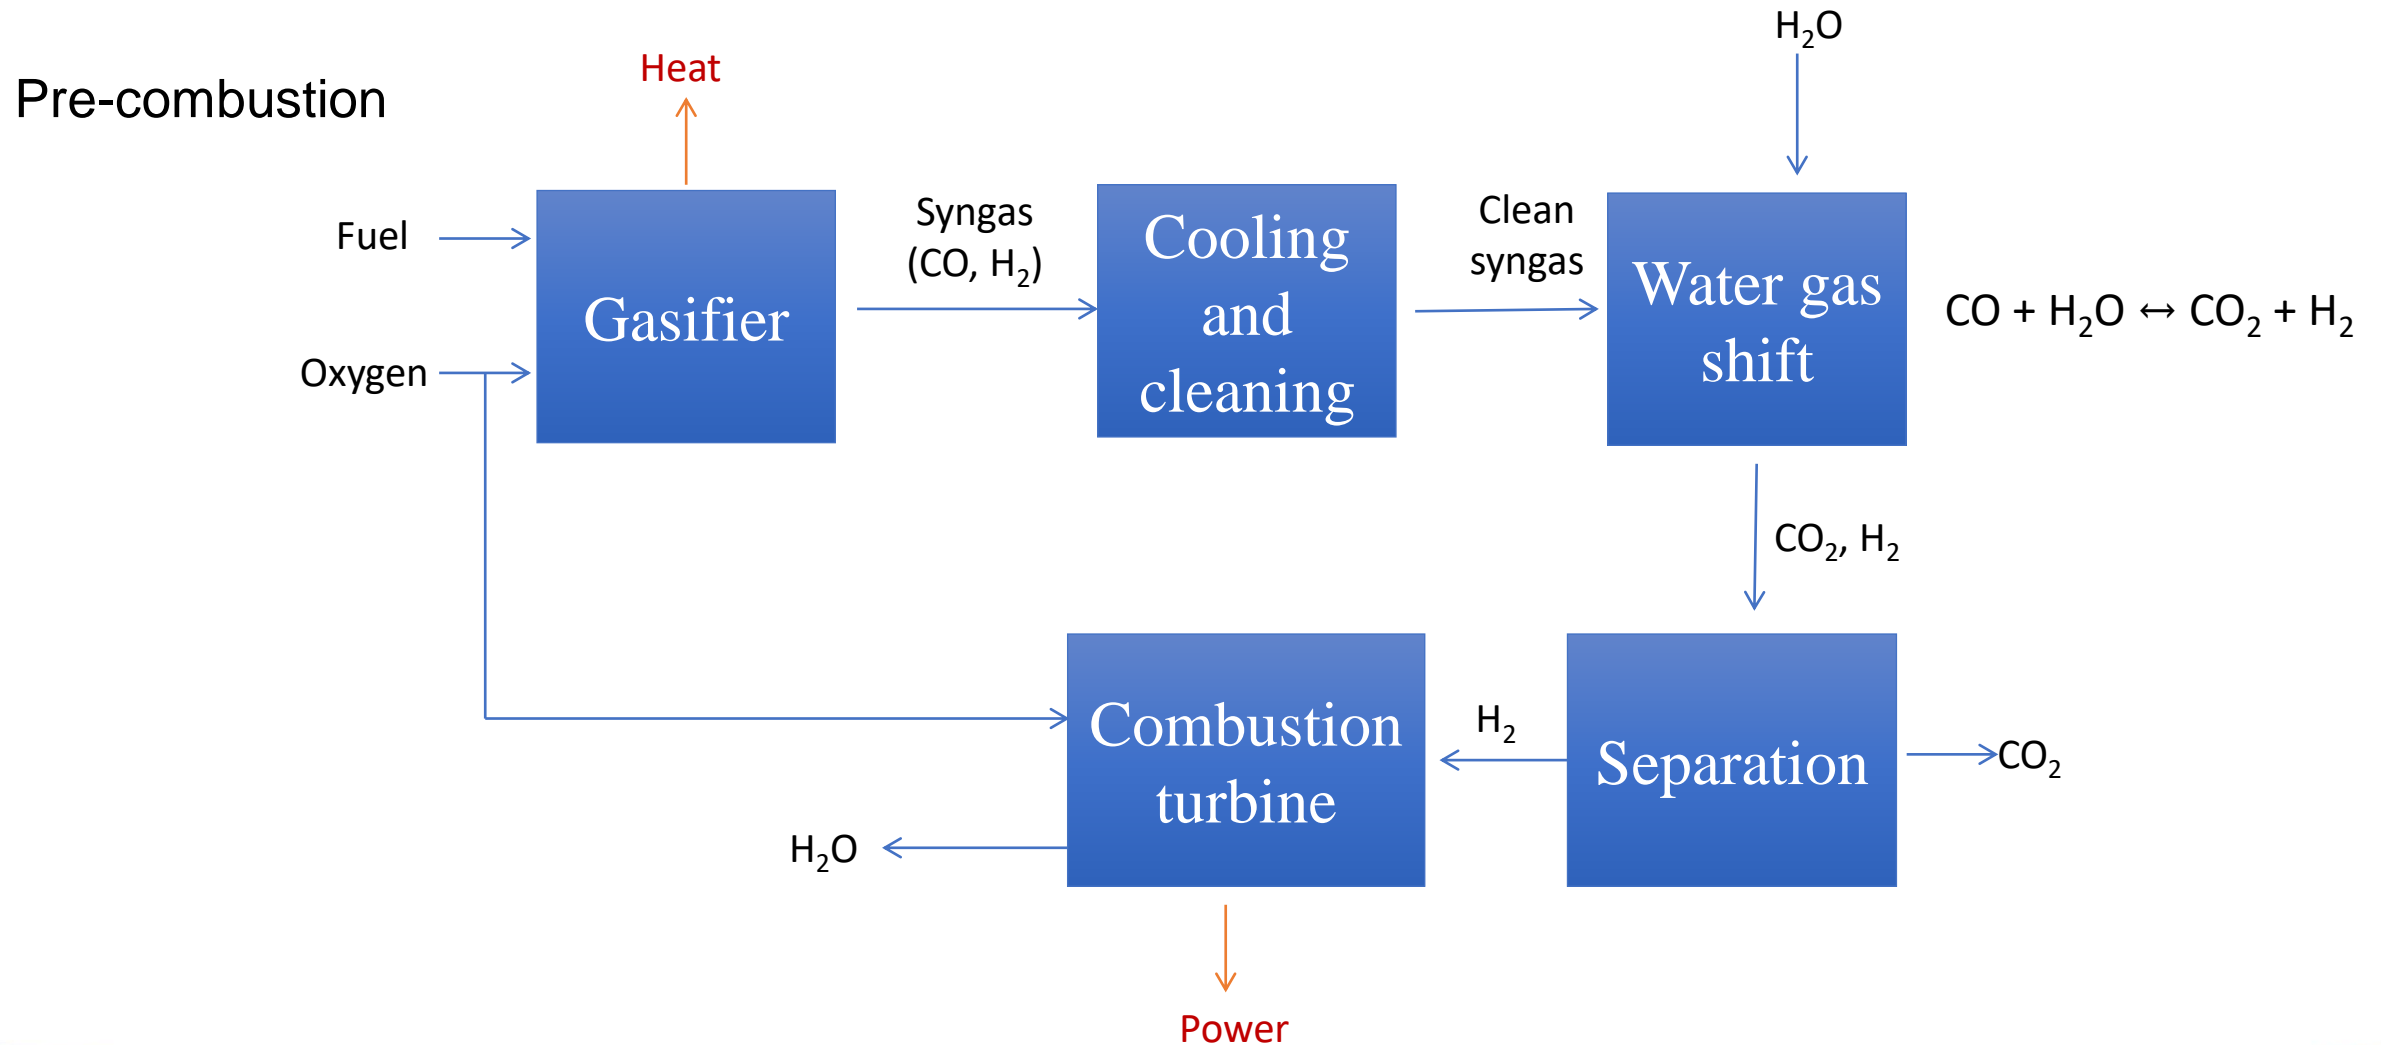 Pre-combustion
Heat
H₂O
Fuel
Oxygen
Gasifier
Syngas
(CO, H₂)
Cooling
and
cleaning
Clean
syngas
Water gas
shift
CO + H₂O ↔ CO₂ + H₂
CO₂, H₂
Combustion
turbine
H₂
Separation
CO₂
H₂O
Power